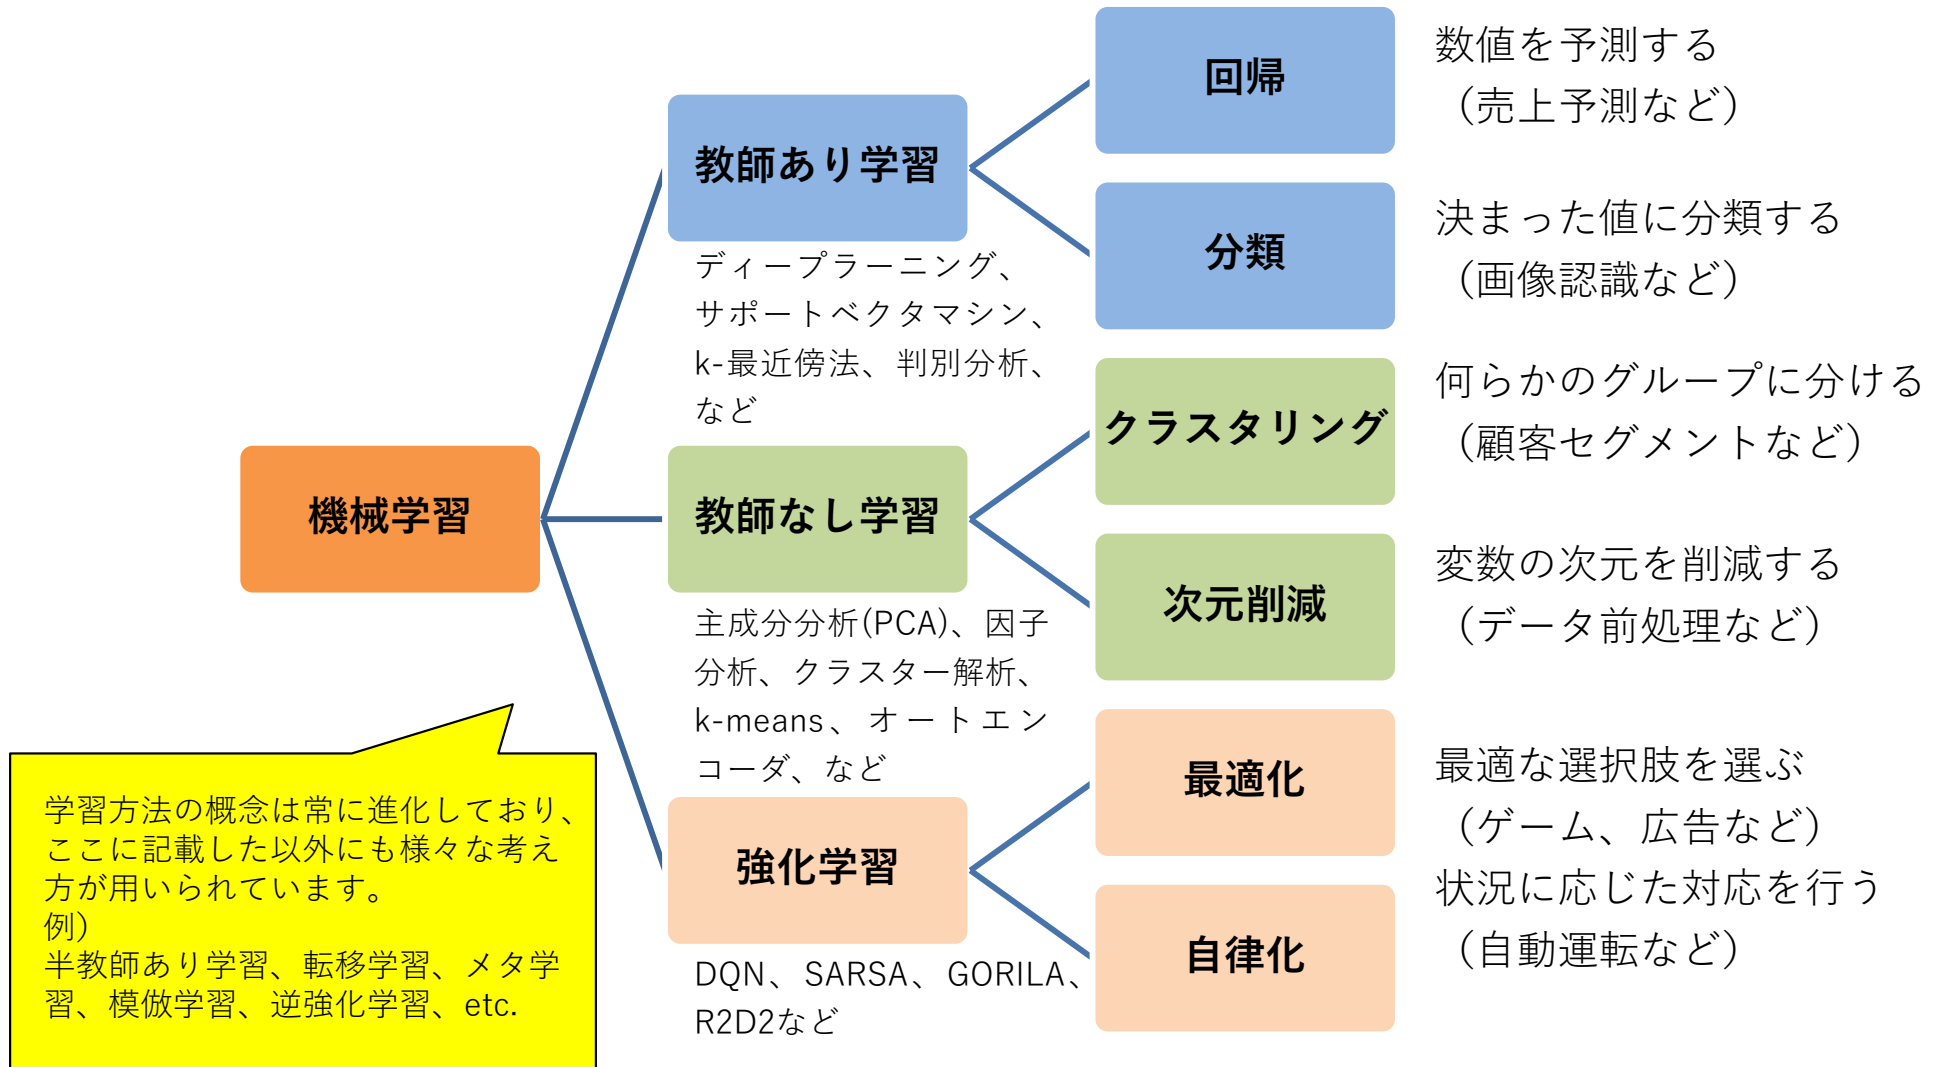 機械学習
教師あり学習
ディープラーニング、
サポートベクタマシン、
k-最近傍法、判別分析、
など
回帰
数値を予測する
（売上予測など）
分類
決まった値に分類する
（画像認識など）
教師なし学習
主成分分析(PCA)、因子
分析、クラスター解析、
k-means、オートエン
コーダ、など
クラスタリング
何らかのグループに分ける
（顧客セグメントなど）
次元削減
変数の次元を削減する
（データ前処理など）
強化学習
DQN、SARSA、GORILA、
R2D2など
最適化
最適な選択肢を選ぶ
（ゲーム、広告など）
自律化
状況に応じた対応を行う
（自動運転など）
学習方法の概念は常に進化しており、
ここに記載した以外にも様々な考え
方が用いられています。
例）
半教師あり学習、転移学習、メタ学
習、模倣学習、逆強化学習、etc.